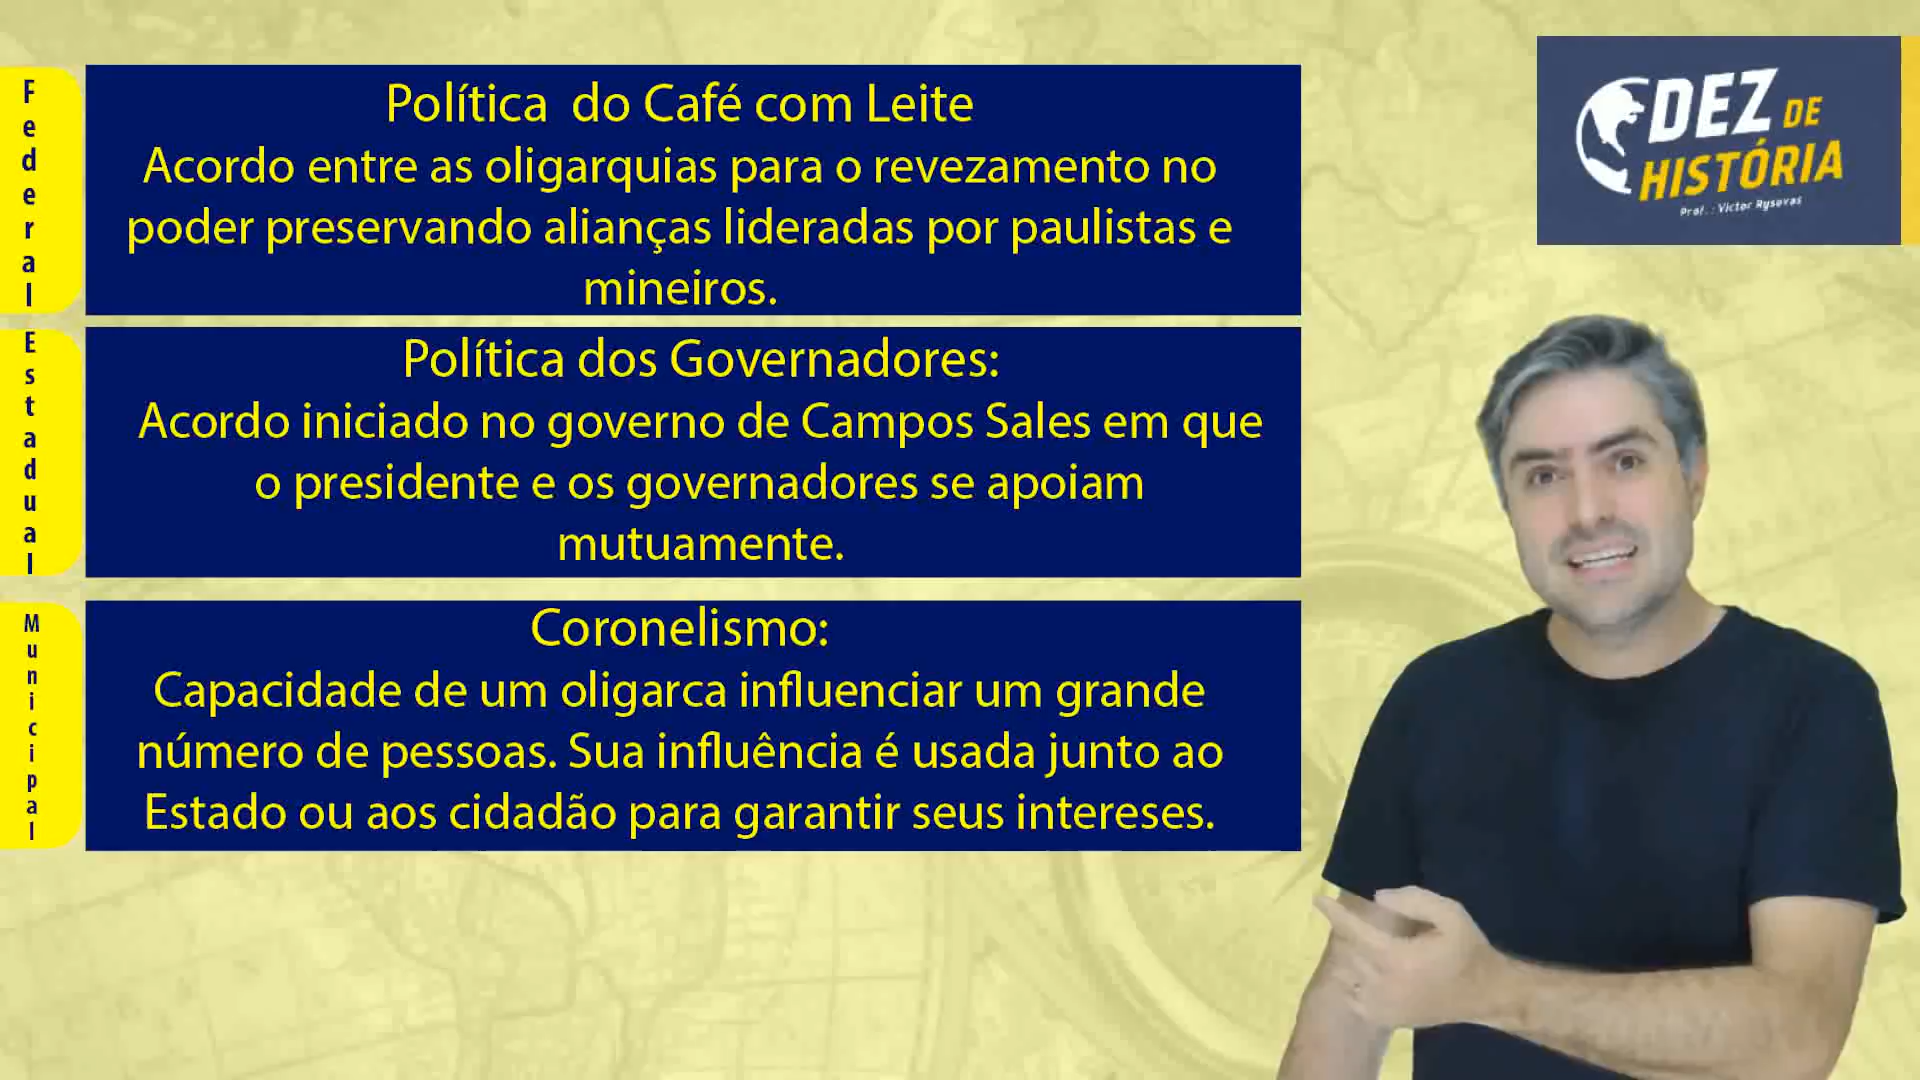 Federal
Política do Café com Leite
Acordo entre as oligarquias para o revezamento no
poder preservando alianças lideradas por paulistas e
mineiros.
Estadual
Política dos Governadores:
Acordo iniciado no governo de Campos Sales em que
o presidente e os governadores se apoiam
mutuamente.
Municipal
Coronelismo:
Capacidade de um oligarca influenciar um grande
número de pessoas. Sua influência é usada junto ao
Estado ou aos cidadão para garantir seus intereses.
DEZ DE
HISTÓRIA
Prof.: Victor Rysovas